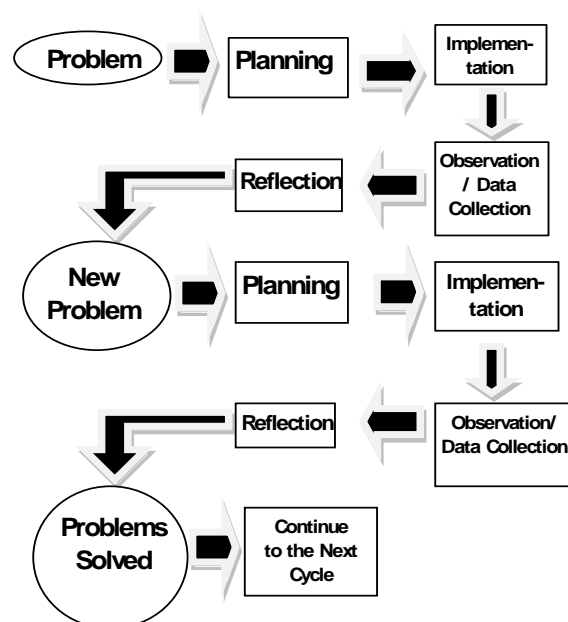 Problem
Planning
Implemen-
tation
Observation
/ Data
Collection
Reflection
New
Problem
Planning
Implemen-
tation
Observation/
Data Collection
Reflection
Problems
Solved
Continue
to the Next
Cycle